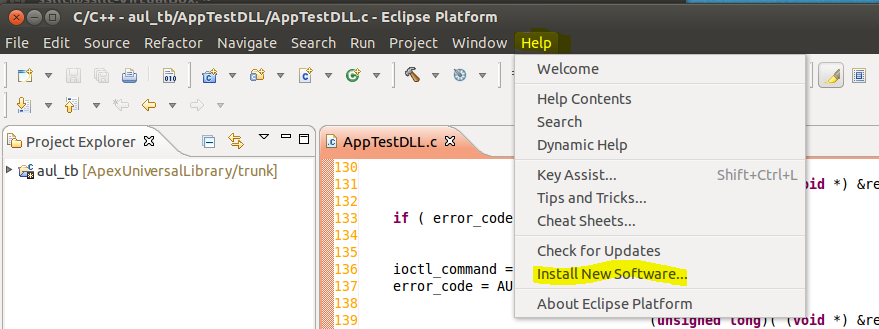 C/C++ - aul_tb/AppTestDLL/AppTestDLL.c - Eclipse Platform
File Edit Source Refactor Navigate Search Run Project Window Help
Welcome
Help Contents
Search
Dynamic Help
Key Assist... Shift+Ctrl+L
Tips and Tricks...
Cheat Sheets...
Check for Updates
Install New Software...
About Eclipse Platform
Project Explorer
aul_tb [ApexUniversalLibrary/trunk]
AppTestDLL.c
130
131 *) &re
132
133 if ( error_code
134
135
136 ioctl_command =
137 error_code = AU
138
139 (unsigned long)( (void *) &re